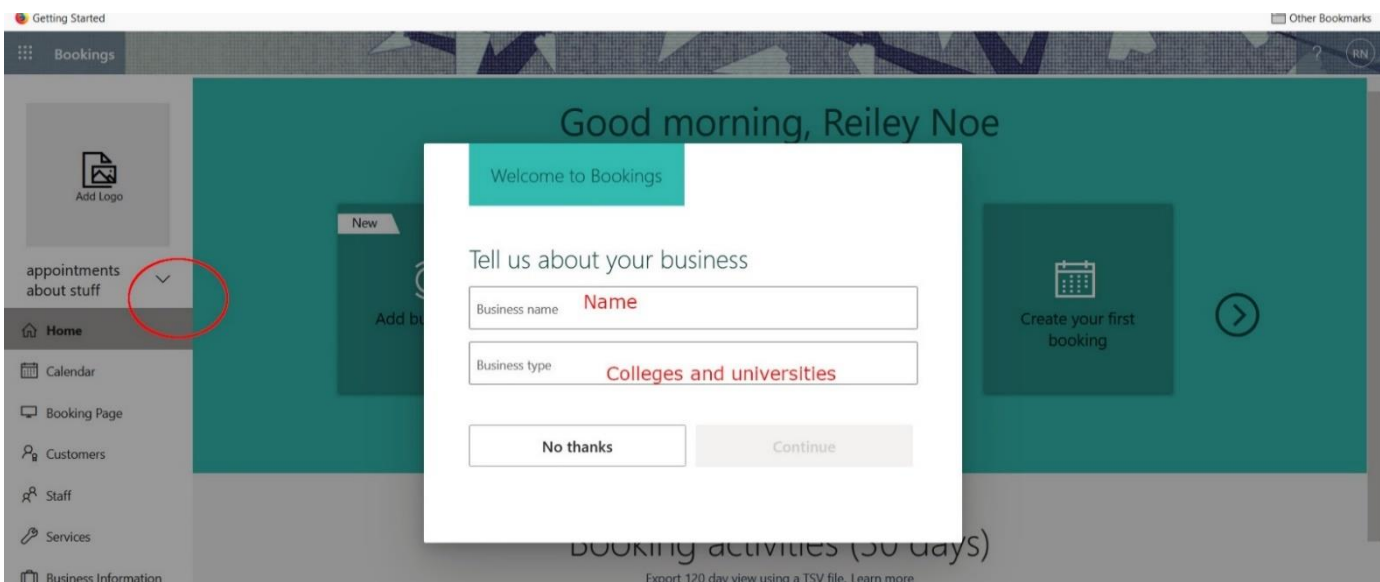 Getting Started
Other Bookmarks
Bookings
?
RN
Good morning, Reiley Noe
Add Logo
Welcome to Bookings
New
Tell us about your business
appointments
about stuff
Business name
Name
Home
Add bu
Create your first
booking
Business type
Colleges and universities
Calendar
Booking Page
No thanks
Continue
Customers
Staff
Services
Booking activities (30 days)
Business Information
Export 120 day view using a TSV file. Learn more